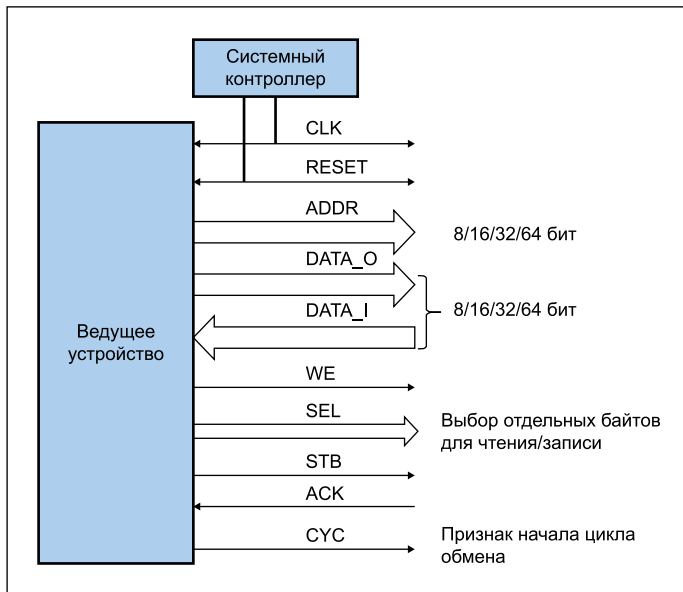 Системный
контроллер
CLK
RESET
ADDR
8/16/32/64 бит
DATA_O
DATA_I
8/16/32/64 бит
Ведущее
устройство
WE
SEL
Выбор отдельных байтов
для чтения/записи
STB
ACK
CYC
Признак начала цикла
обмена